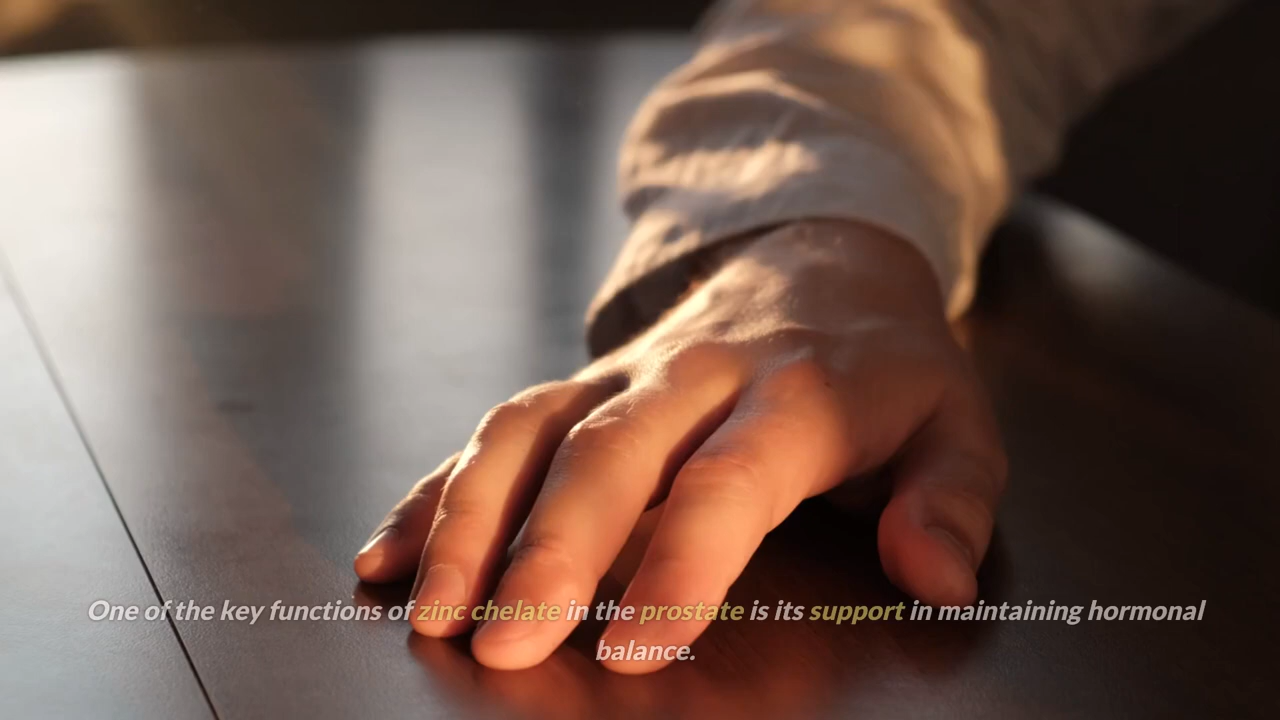 One of the key functions of zinc chelate in the prostate is its support in maintaining hormonal
balance.